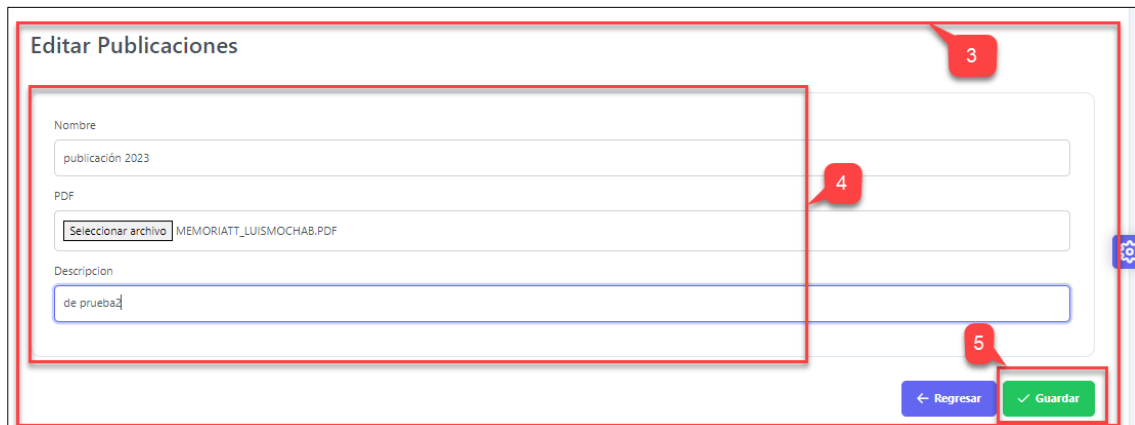 Editar Publicaciones
3
Nombre
publicación 2023
4
PDF
Seleccionar archivo MEMORIATT_LUISMOCHAB.PDF
Descripcion
de prueba2
5
← Regresar
✓ Guardar